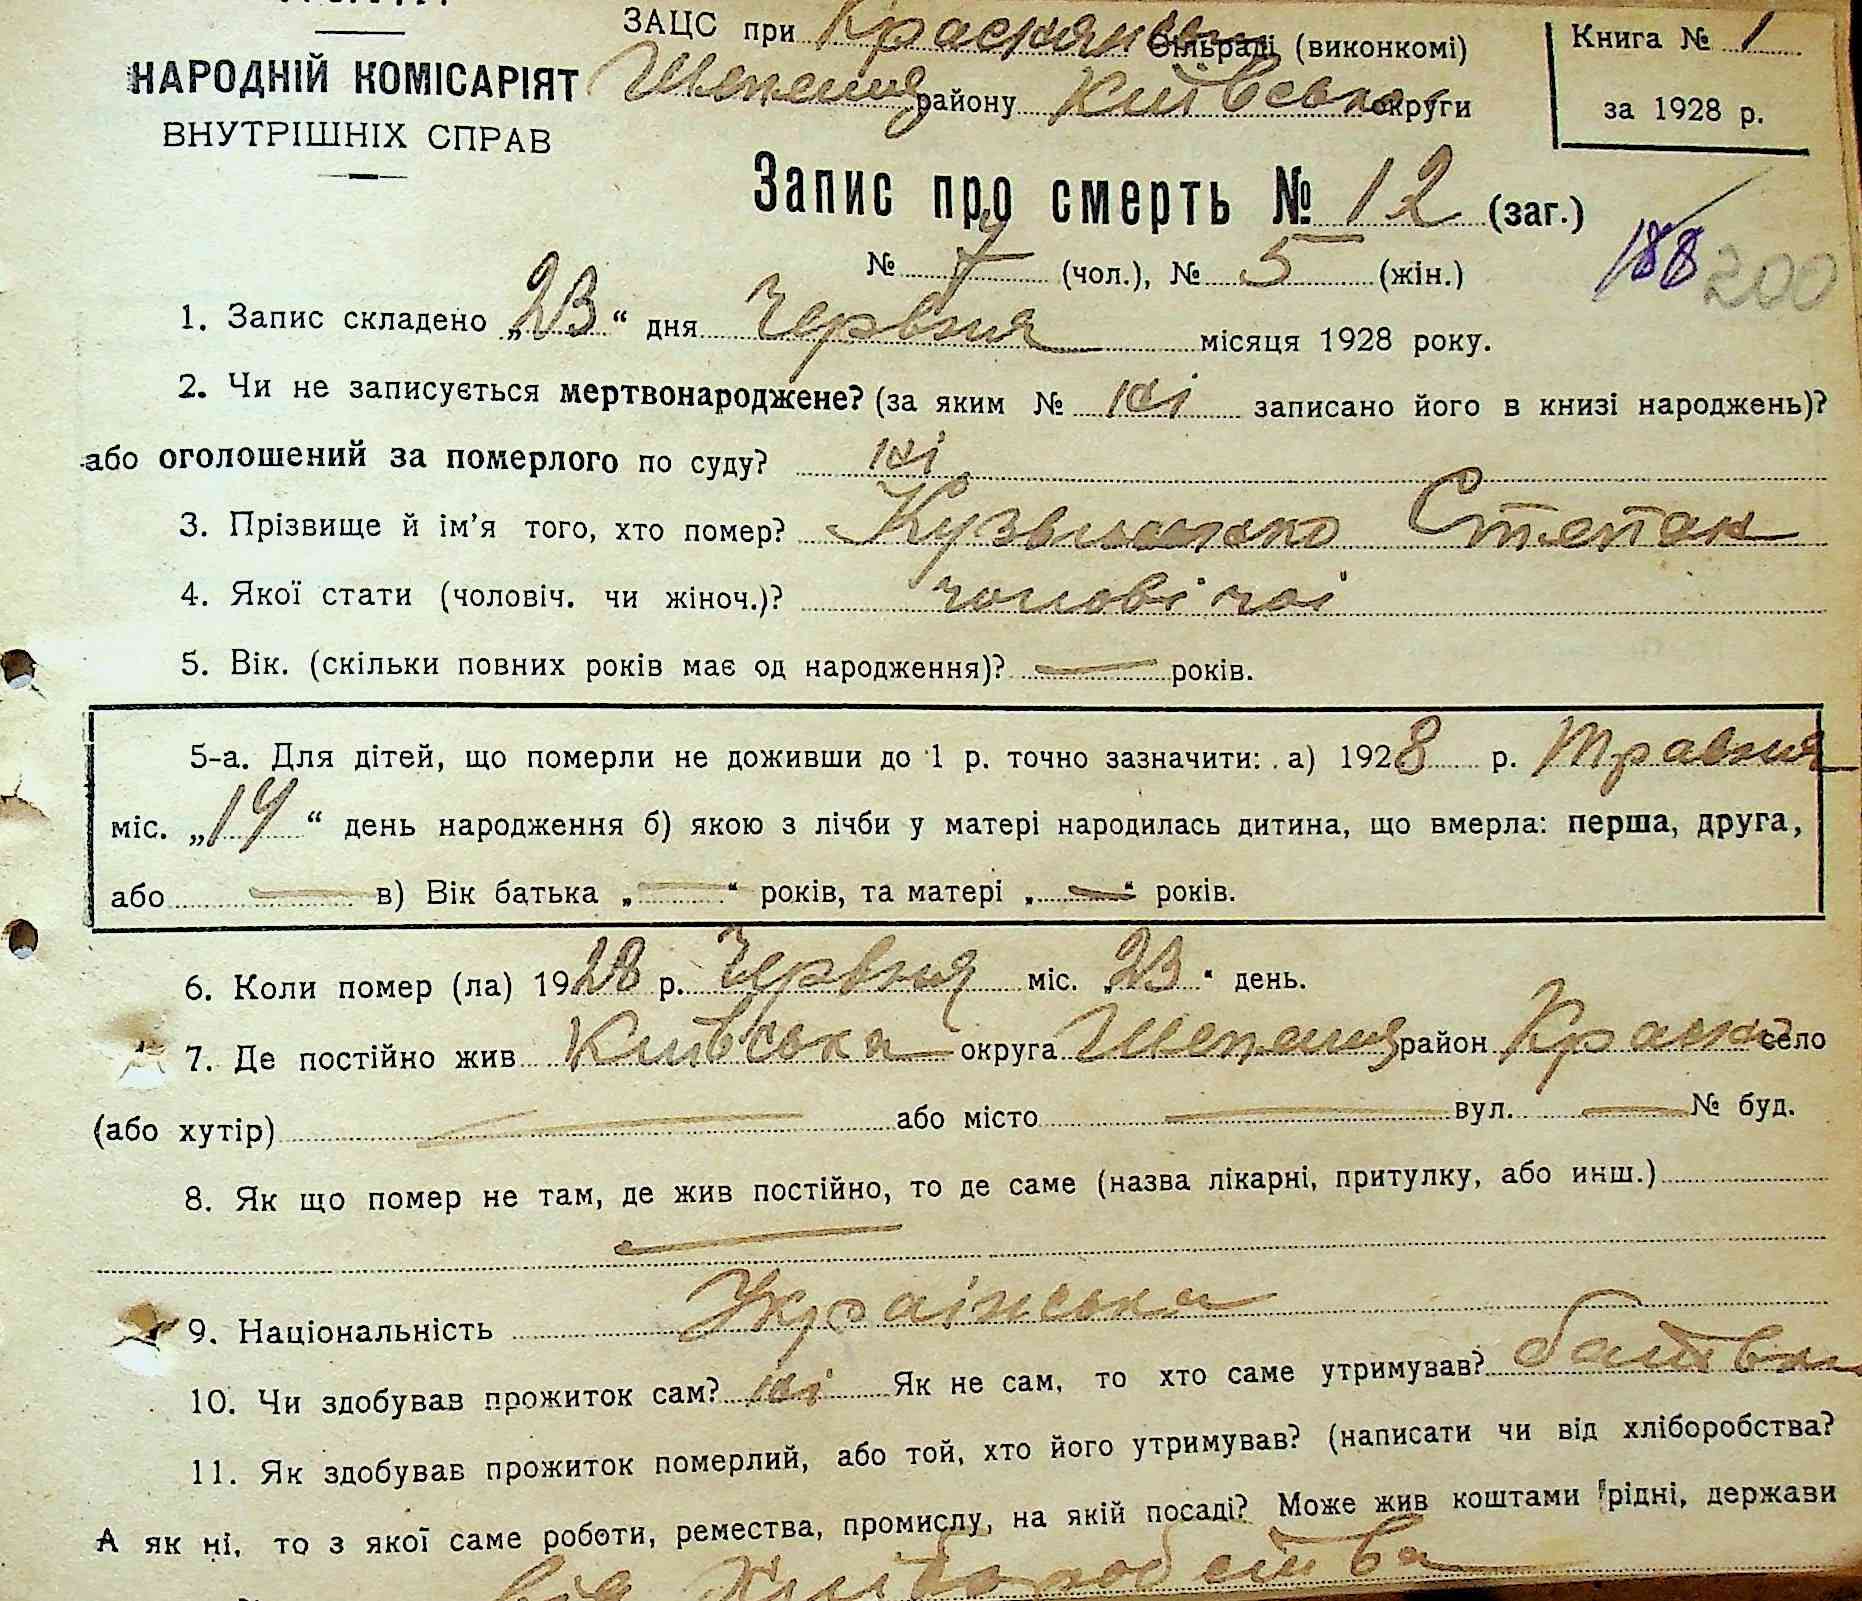 ЗАЦС при Краснянськ Сільраді (виконкомі)
Книга № 1
НАРОДНІЙ КОМІСАРІЯТ
району Київської округи
за 1928 р.
ВНУТРІШНІХ СПРАВ
Запис про смерть № 12 (заг.)
№ 7 (чол.), № 5 (жін.)
188 200
1. Запис складено „23“ дня Червня місяця 1928 року.
2. Чи не записується мертвонароджене? (за яким № ні записано його в книзі народжень)?
або оголошений за померлого по суду? ні
3. Прізвище й ім’я того, хто помер? Кузьменко Степан
4. Якої стати (чоловіч. чи жіноч.)? чоловічої
5. Вік. (скільки повних років має од народження)? — років.
5-а. Для дітей, що померли не доживши до 1 р. точно зазначити: а) 1928 р. Травня
міс. „14“ день народження б) якою з лічби у матері народилась дитина, що вмерла: перша, друга,
або — в) Вік батька „—“ років, та матері „—“ років.
6. Коли помер (ла) 1928 р. Червня міс. „23“ день.
7. Де постійно жив Київська округа район село
(або хутір) — або місто — вул. — № буд.
8. Як що помер не там, де жив постійно, то де саме (назва лікарні, притулку, або инш.)
—
9. Національність Українська
10. Чи здобував прожиток сам? ні Як не сам, то хто саме утримував? батьки
11. Як здобував прожиток померлий, або той, хто його утримував? (написати чи від хліборобства?
А як ні, то з якої саме роботи, ремества, промислу, на якій посаді? Може жив коштами рідні, держави
від хліборобства